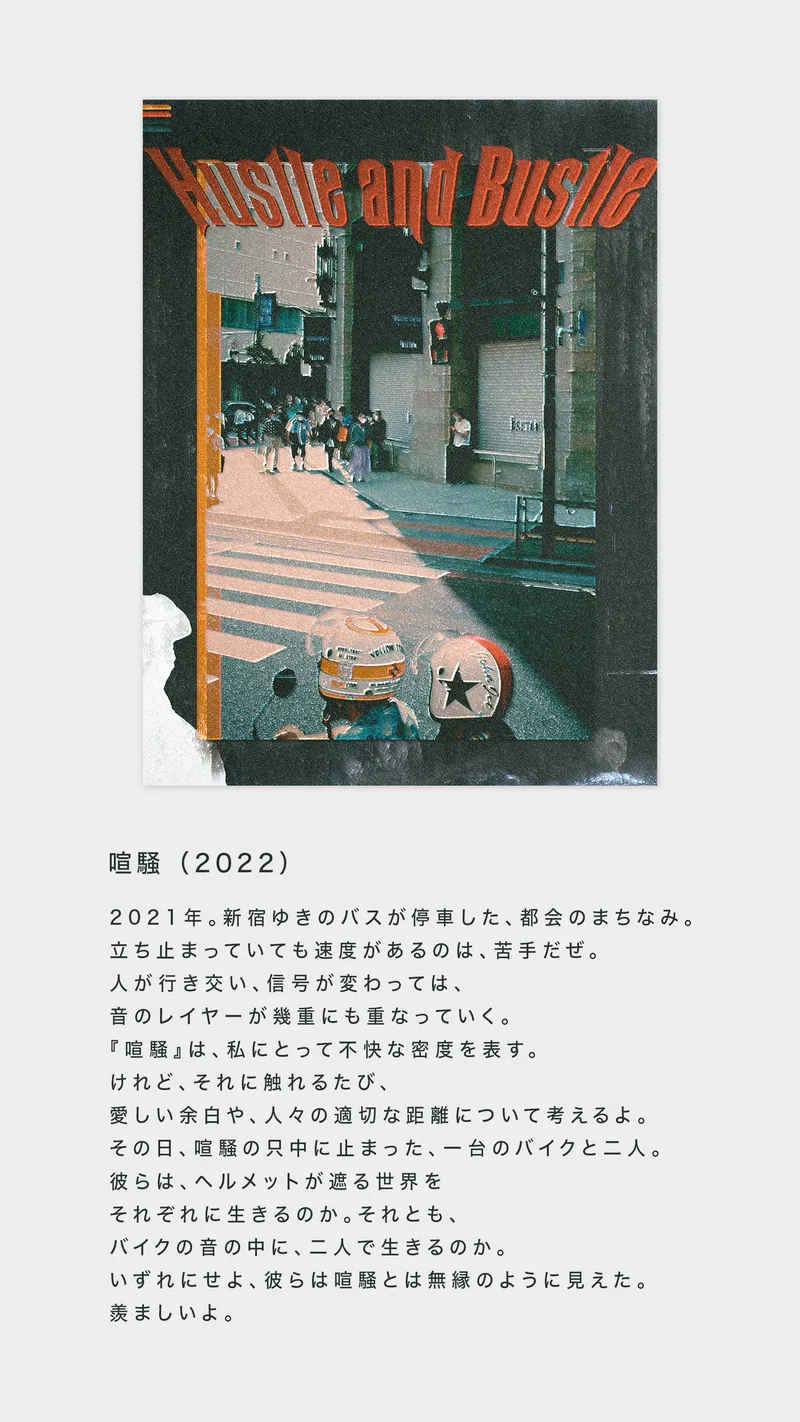 Hustle and Bustle
ISETAN
YELLOW
喧騒（2022）
2021年。新宿ゆきのバスが停車した、都会のまちなみ。
立ち止まっていても速度があるのは、苦手だぜ。
人が行き交い、信号が変わっては、
音のレイヤーが幾重にも重なっていく。
『喧騒』は、私にとって不快な密度を表す。
けれど、それに触れるたび、
愛しい余白や、人々の適切な距離について考えるよ。
その日、喧騒の只中に止まった、一台のバイクと二人。
彼らは、ヘルメットが遮る世界を
それぞれに生きるのか。それとも、
バイクの音の中に、二人で生きるのか。
いずれにせよ、彼らは喧騒とは無縁のように見えた。
羨ましいよ。